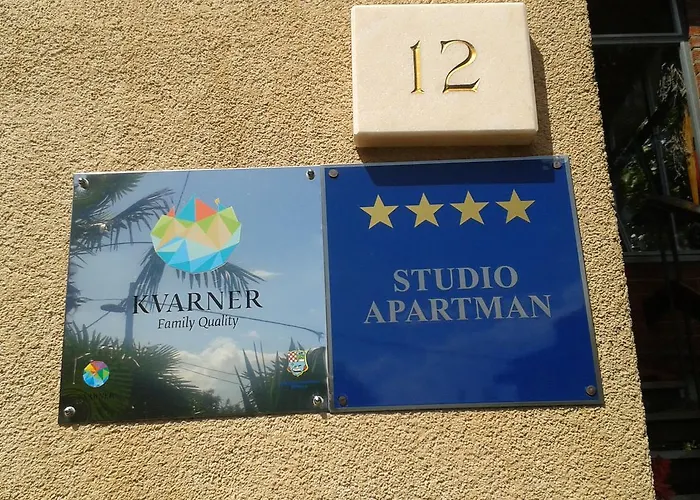 12
KVARNER
Family Quality
STUDIO
APARTMAN